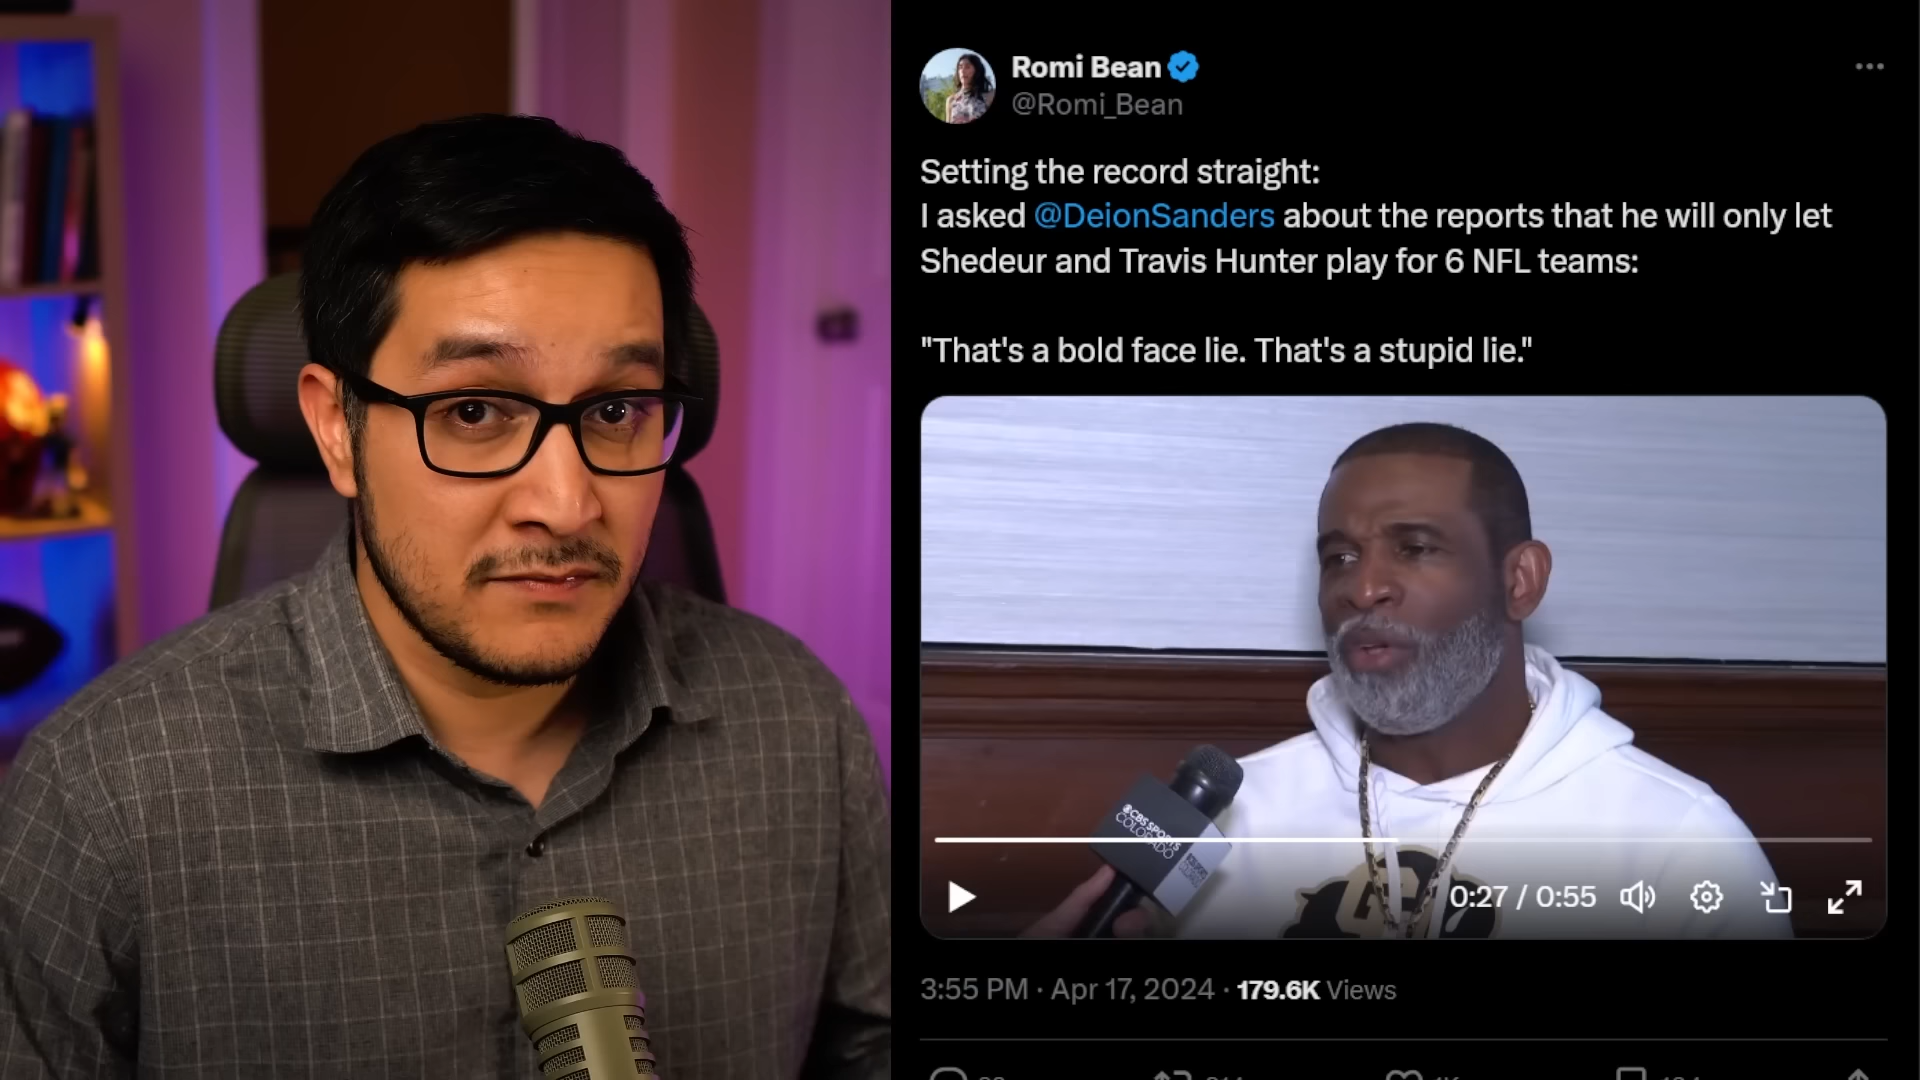 Romi Bean
@Romi_Bean
Setting the record straight:
I asked @DeionSanders about the reports that he will only let
Shedeur and Travis Hunter play for 6 NFL teams:
"That's a bold face lie. That's a stupid lie."
CBS SPORTS
COLORADO
0:27 / 0:55
3:55 PM · Apr 17, 2024 · 179.6K Views